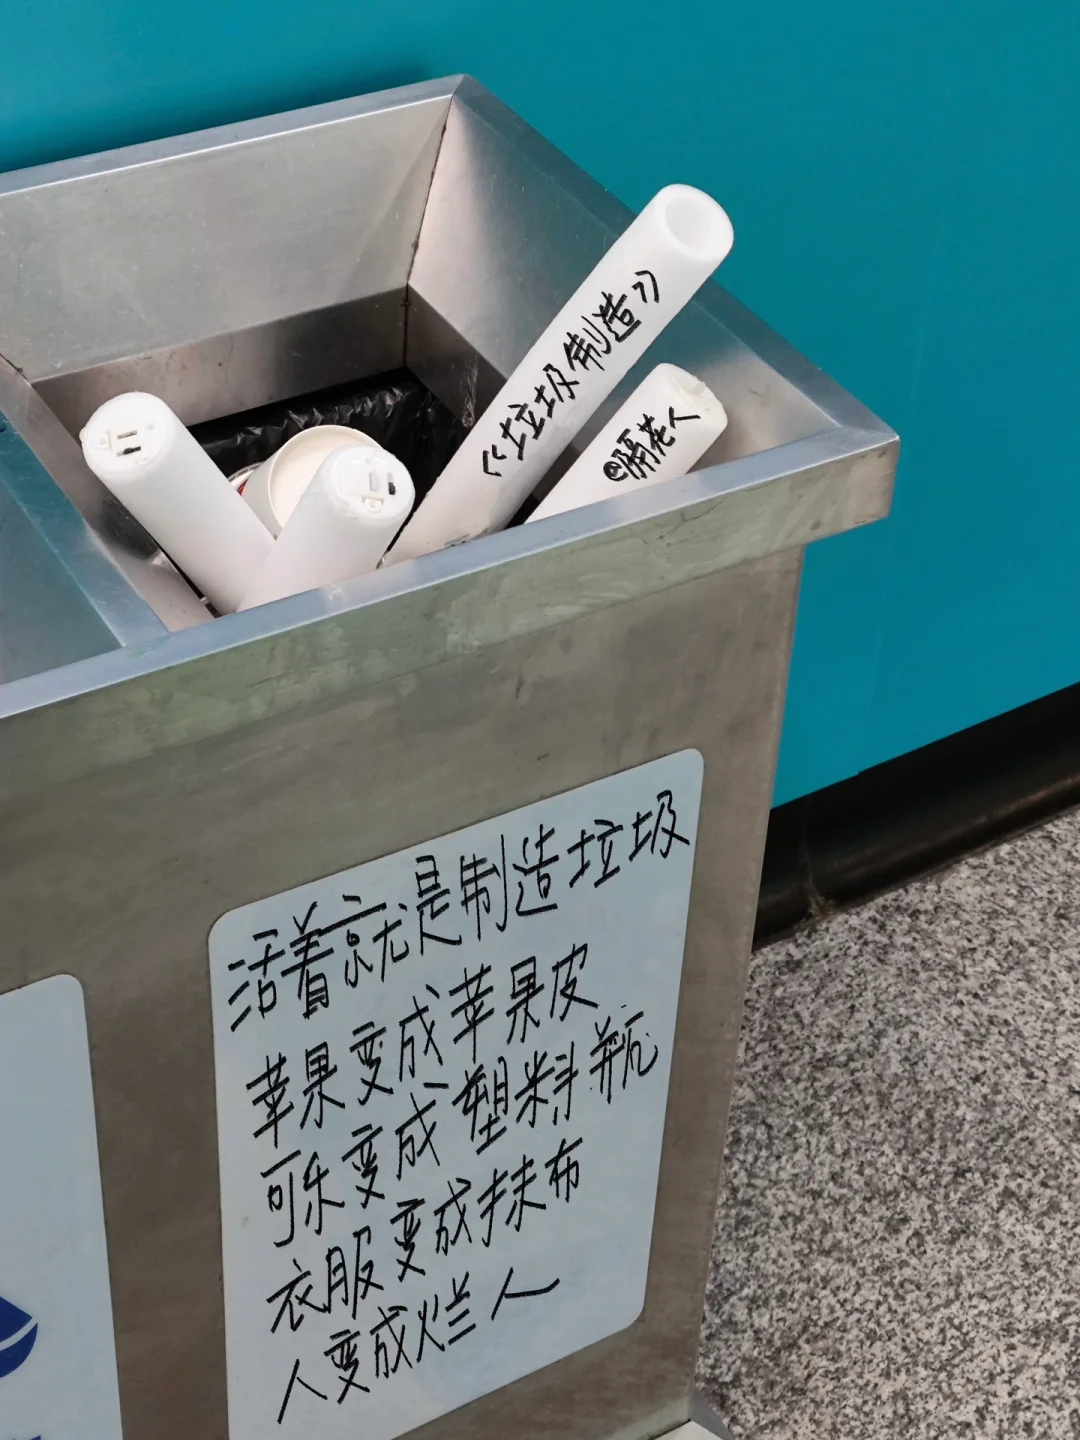 《垃圾制造》
@隔花人
活着就是制造垃圾
苹果变成苹果皮
可乐变成塑料瓶
衣服变成抹布
人变成烂人